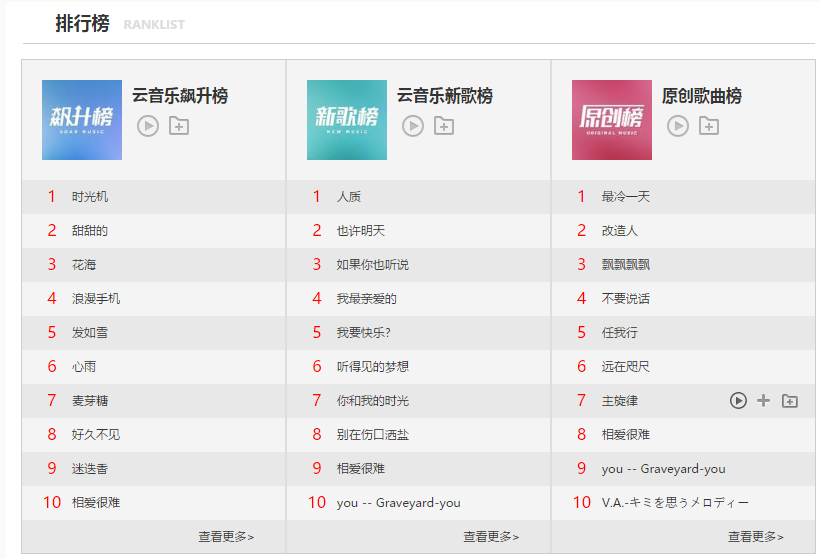 排行榜 RANKLIST
飙升榜
SOAR MUSIC
云音乐飙升榜
1 时光机
2 甜甜的
3 花海
4 浪漫手机
5 发如雪
6 心雨
7 麦芽糖
8 好久不见
9 迷迭香
10 相爱很难
查看更多>
新歌榜
NEW MUSIC
云音乐新歌榜
1 人质
2 也许明天
3 如果你也听说
4 我最亲爱的
5 我要快乐?
6 听得见的梦想
7 你和我的时光
8 别在伤口洒盐
9 相爱很难
10 you -- Graveyard-you
查看更多>
原创榜
ORIGINAL MUSIC
原创歌曲榜
1 最冷一天
2 改造人
3 飘飘飘飘
4 不要说话
5 任我行
6 远在咫尺
7 主旋律
8 相爱很难
9 you -- Graveyard-you
10 V.A.-キミを思うメロディー
查看更多>